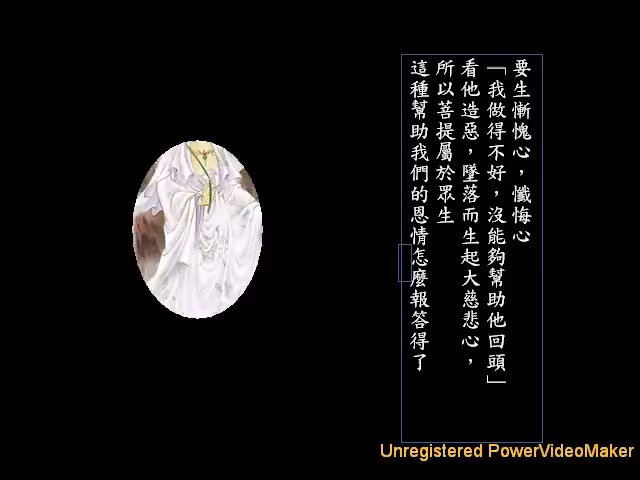 要生慚愧心，懺悔心
「我做得不好，沒能夠幫助他回頭」
看他造惡，墜落而生起大慈悲心，
所以菩提屬於眾生
這種幫助我們的恩情怎麼報答得了
Unregistered PowerVideoMaker